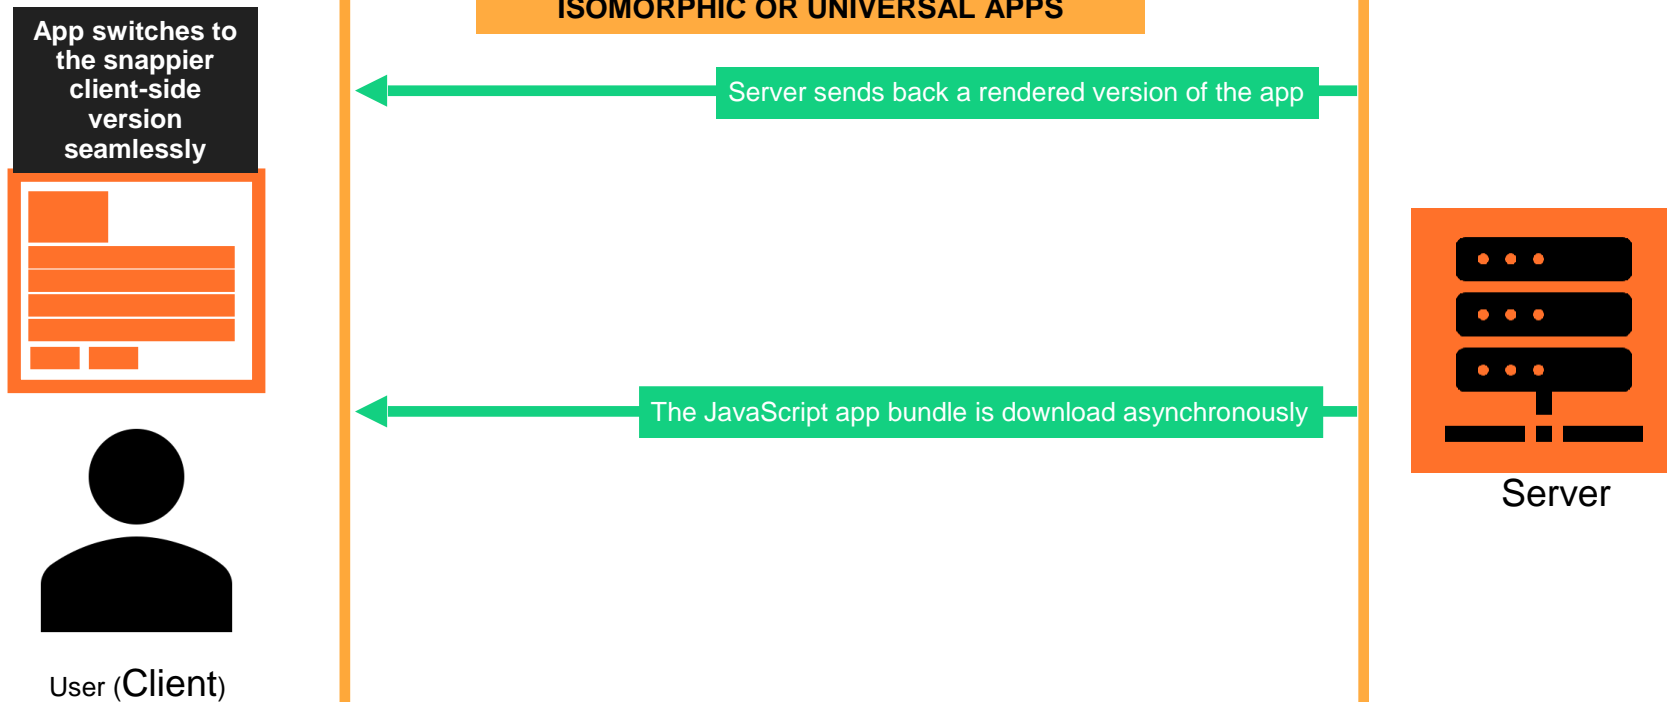 ISOMORPHIC OR UNIVERSAL APPS
App switches to
the snappier
client-side
version
seamlessly
Server sends back a rendered version of the app
The JavaScript app bundle is download asynchronously
Server
User (Client)